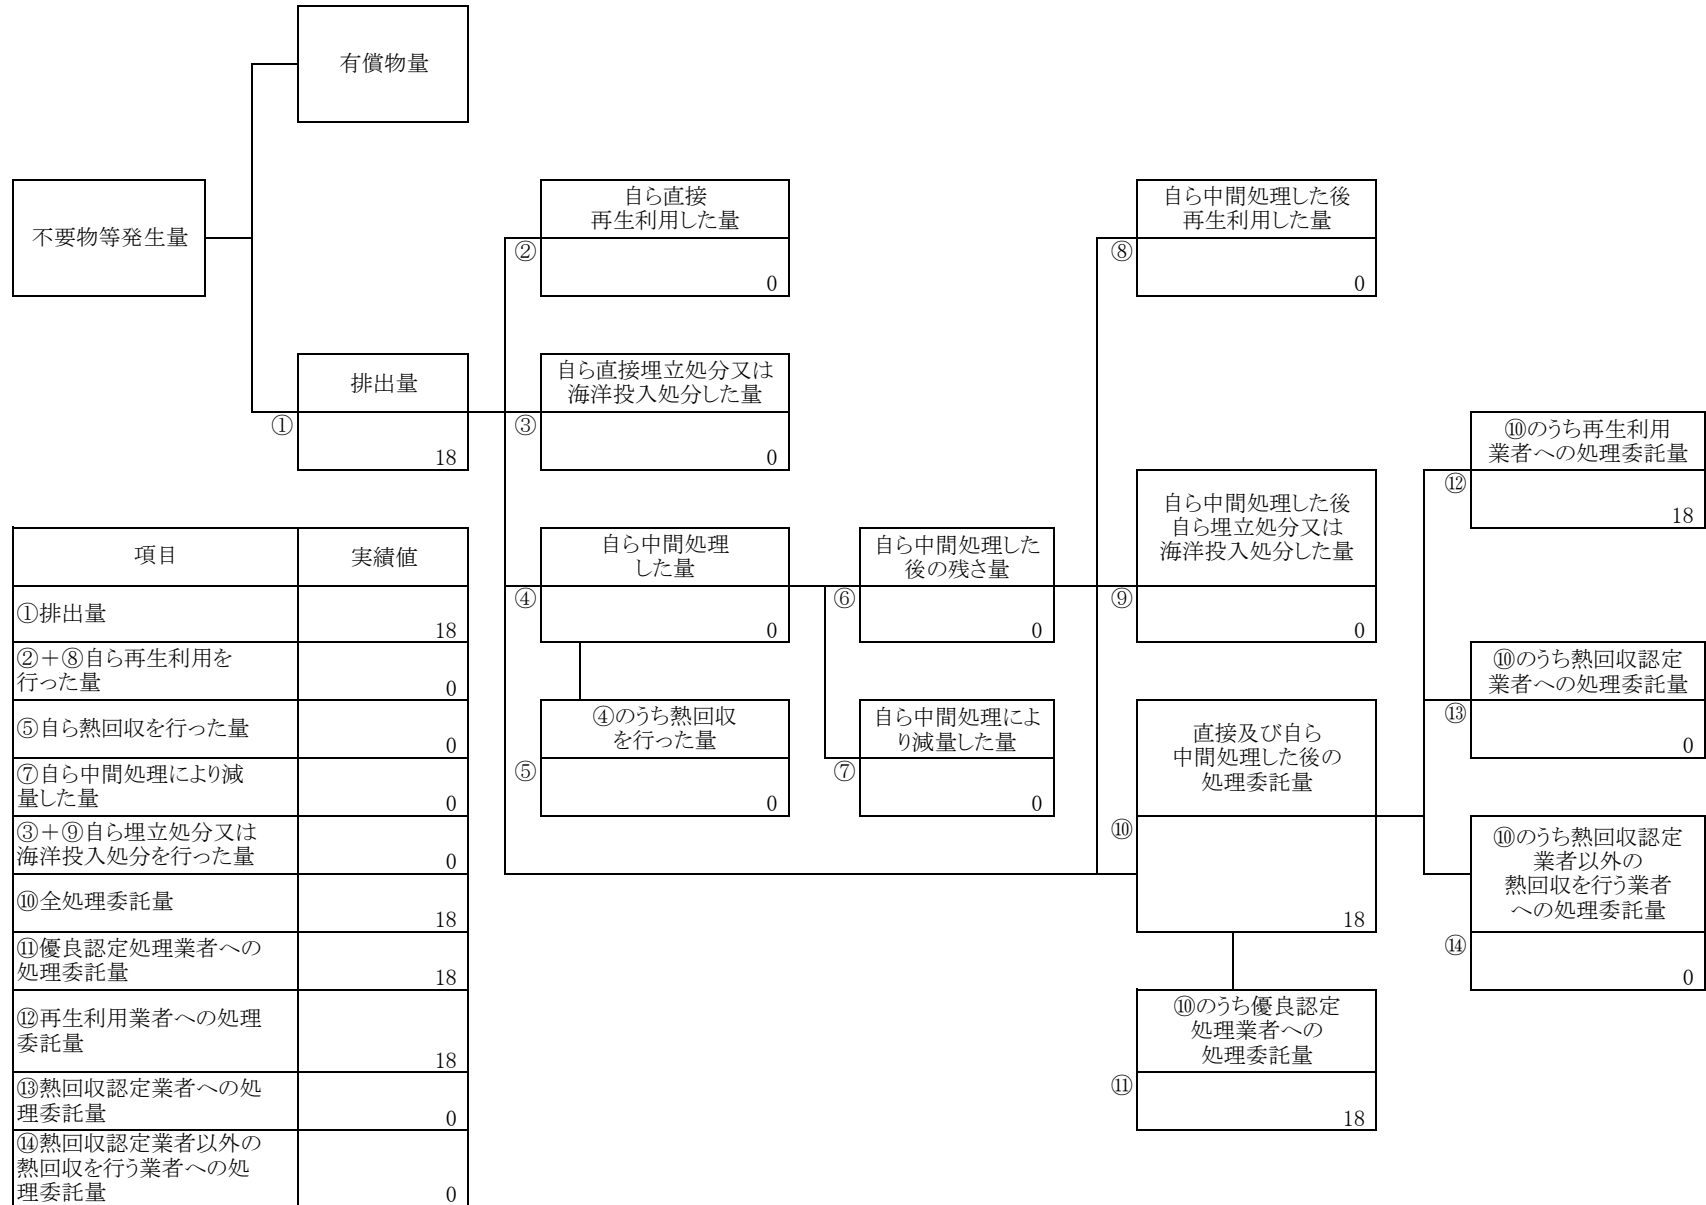 有償物量
不要物等発生量
排出量
①
18
自ら直接
再生利用した量
②
0
自ら直接埋立処分又は
海洋投入処分した量
③
0
自ら中間処理
した量
④
0
④のうち熱回収
を行った量
⑤
0
自ら中間処理した
後の残さ量
⑥
0
自ら中間処理によ
り減量した量
⑦
0
自ら中間処理した後
再生利用した量
⑧
0
自ら中間処理した後
自ら埋立処分又は
海洋投入処分した量
⑨
0
直接及び自ら
中間処理した後の
処理委託量
⑩
18
⑩のうち優良認定
処理業者への
処理委託量
⑪
18
⑩のうち再生利用
業者への処理委託量
⑫
18
⑩のうち熱回収認定
業者への処理委託量
⑬
0
⑩のうち熱回収認定
業者以外の
熱回収を行う業者
への処理委託量
⑭
0
項目 実績値
①排出量
18
②+⑧自ら再生利用を
行った量
0
⑤自ら熱回収を行った量
0
⑦自ら中間処理により減
量した量
0
③+⑨自ら埋立処分又は
海洋投入処分を行った量
0
⑩全処理委託量
18
⑪優良認定処理業者への
処理委託量
18
⑫再生利用業者への処理
委託量
18
⑬熱回収認定業者への処
理委託量
0
⑭熱回収認定業者以外の
熱回収を行う業者への処
理委託量
0